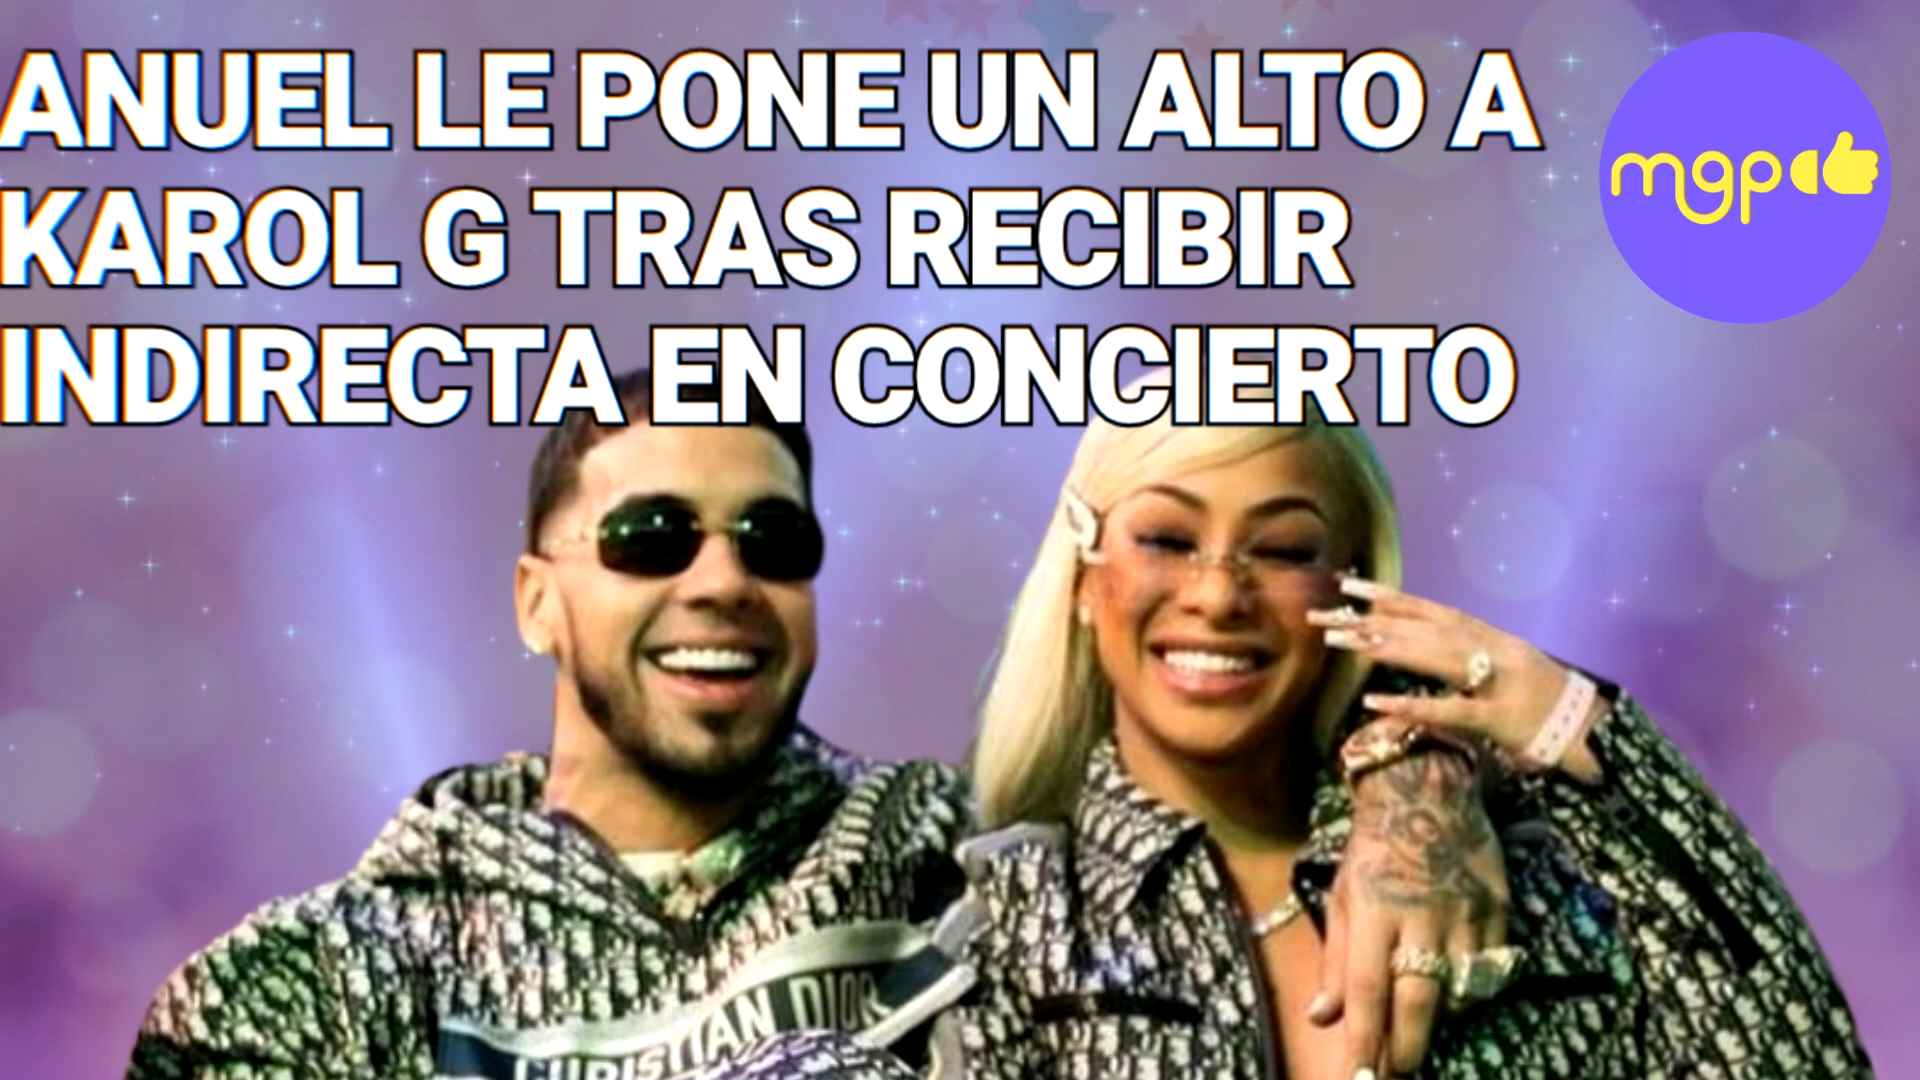 ANUEL LE PONE UN ALTO A
KAROL G TRAS RECIBIR
INDIRECTA EN CONCIERTO
mgp
CHRISTIAN DIOR